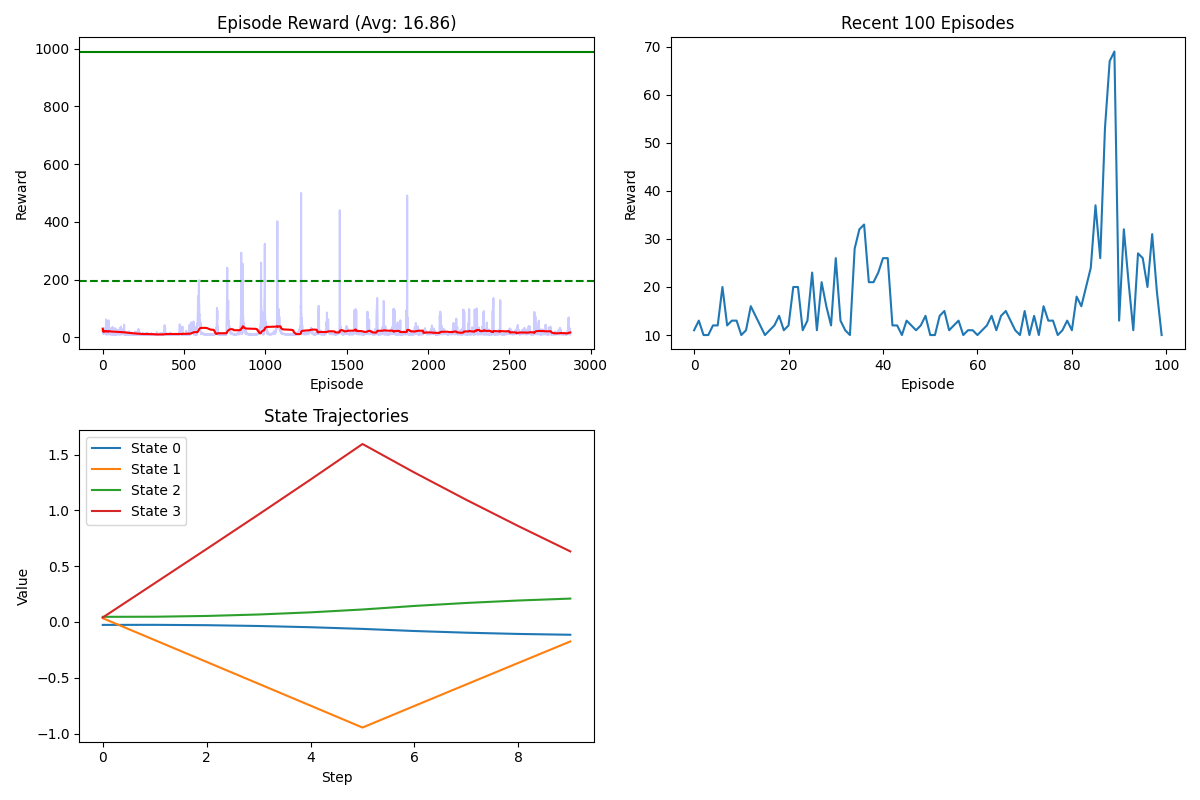 Episode Reward (Avg: 16.86)
Reward
1000
800
600
400
200
0
0 500 1000 1500 2000 2500 3000
Episode
Recent 100 Episodes
Reward
70
60
50
40
30
20
10
0 20 40 60 80 100
Episode
State Trajectories
Value
1.5
1.0
0.5
0.0
−0.5
−1.0
State 0
State 1
State 2
State 3
0 2 4 6 8
Step